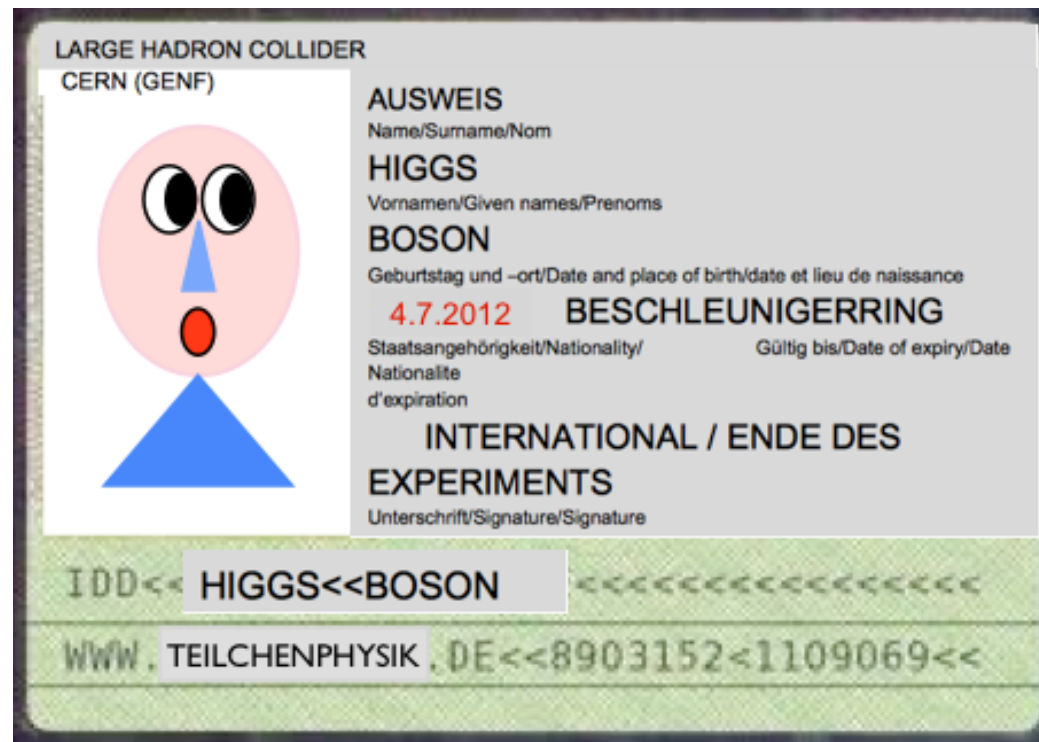 LARGE HADRON COLLIDER
CERN (GENF)
AUSWEIS
Name/Surname/Nom
HIGGS
Vornamen/Given names/Prenoms
BOSON
Geburtstag und –ort/Date and place of birth/date et lieu de naissance
4.7.2012 BESCHLEUNIGERRING
Staatsangehörigkeit/Nationality/ Gültig bis/Date of expiry/Date
Nationalite
d'expiration
INTERNATIONAL / ENDE DES
EXPERIMENTS
Unterschrift/Signature/Signature
IDD<< HIGGS<<BOSON <<<<<<<<<<<<<<<<<
WWW. TEILCHENPHYSIK .DE<<8903152<1109069<<